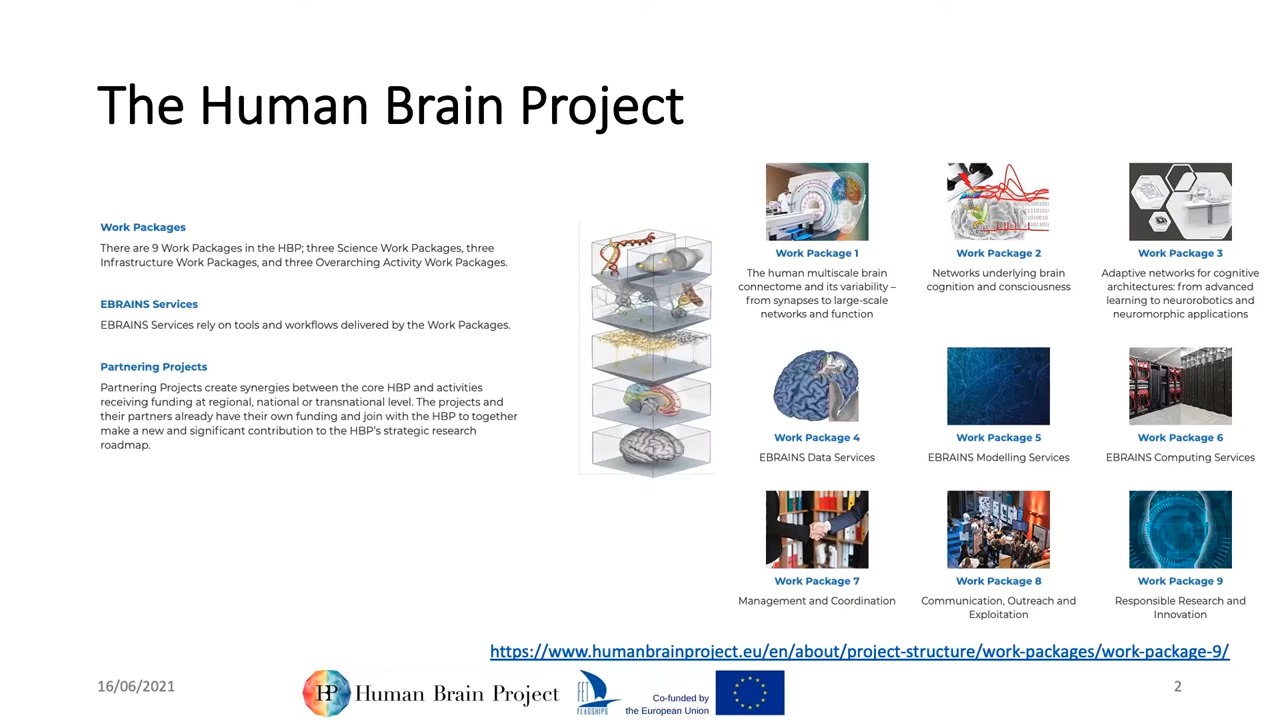 The Human Brain Project
Work Packages
There are 9 Work Packages in the HBP; three Science Work Packages, three
Infrastructure Work Packages, and three Overarching Activity Work Packages.
EBRAINS Services
EBRAINS Services rely on tools and workflows delivered by the Work Packages.
Partnering Projects
Partnering Projects create synergies between the core HBP and activities
receiving funding at regional, national or transnational level. The projects and
their partners already have their own funding and join with the HBP to together
make a new and significant contribution to the HBP's strategic research
roadmap.
Work Package 1
The human multiscale brain
connectome and its variability –
from synapses to large-scale
networks and function
Work Package 2
Networks underlying brain
cognition and consciousness
Work Package 3
Adaptive networks for cognitive
architectures: from advanced
learning to neurorobotics and
neuromorphic applications
Work Package 4
EBRAINS Data Services
Work Package 5
EBRAINS Modelling Services
Work Package 6
EBRAINS Computing Services
Work Package 7
Management and Coordination
Work Package 8
Communication, Outreach and
Exploitation
Work Package 9
Responsible Research and
Innovation
https://www.humanbrainproject.eu/en/about/project-structure/work-packages/work-package-9/
16/06/2021
HP Human Brain Project
FET
FLAGSHIPS
Co-funded by
the European Union
2